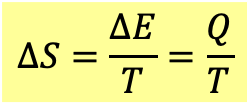 ΔS = ΔE/T = Q/T